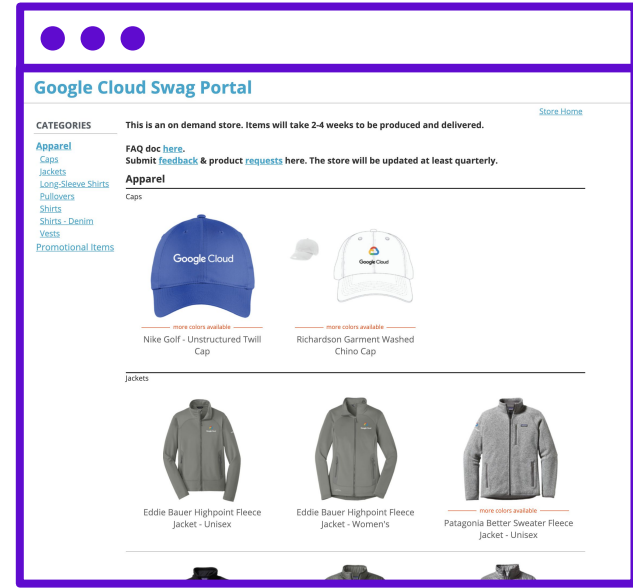 Google Cloud Swag Portal
Store Home
CATEGORIES
Apparel
Caps
Jackets
Long-Sleeve Shirts
Pullovers
Shirts
Shirts - Denim
Vests
Promotional Items
This is an on demand store. Items will take 2-4 weeks to be produced and delivered.
FAQ doc here.
Submit feedback & product requests here. The store will be updated at least quarterly.
Apparel
Caps
Google Cloud
Google Cloud
more colors available
more colors available
Nike Golf - Unstructured Twill
Cap
Richardson Garment Washed
Chino Cap
Jackets
Eddie Bauer Highpoint Fleece
Jacket - Unisex
Eddie Bauer Highpoint Fleece
Jacket - Women's
more colors available
Patagonia Better Sweater Fleece
Jacket - Unisex